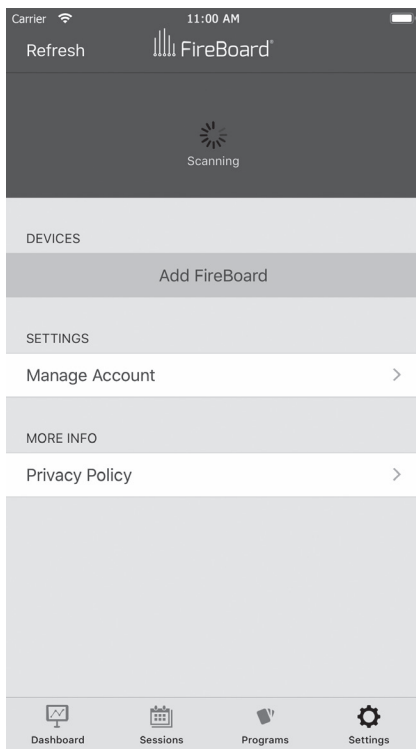 Carrier 11:00 AM
Refresh FireBoard®
Scanning
DEVICES
Add FireBoard
SETTINGS
Manage Account
MORE INFO
Privacy Policy
Dashboard Sessions Programs Settings